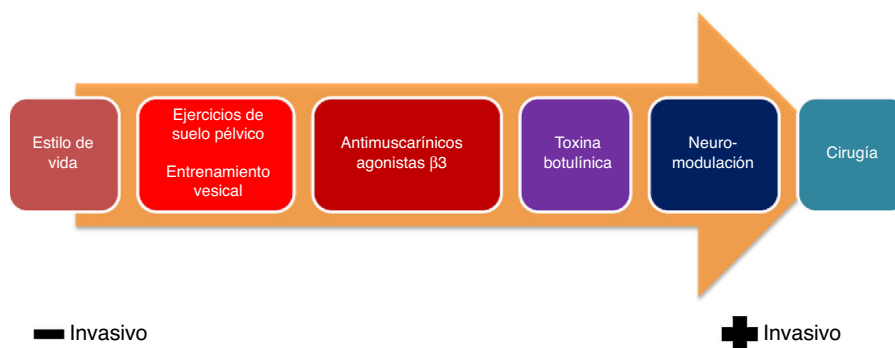 Estilo de
vida
Ejercicios de
suelo pélvico
Entrenamiento
vesical
Antimuscarínicos
agonistas β3
Toxina
botulínica
Neuro-
modulación
Cirugía
Invasivo
Invasivo